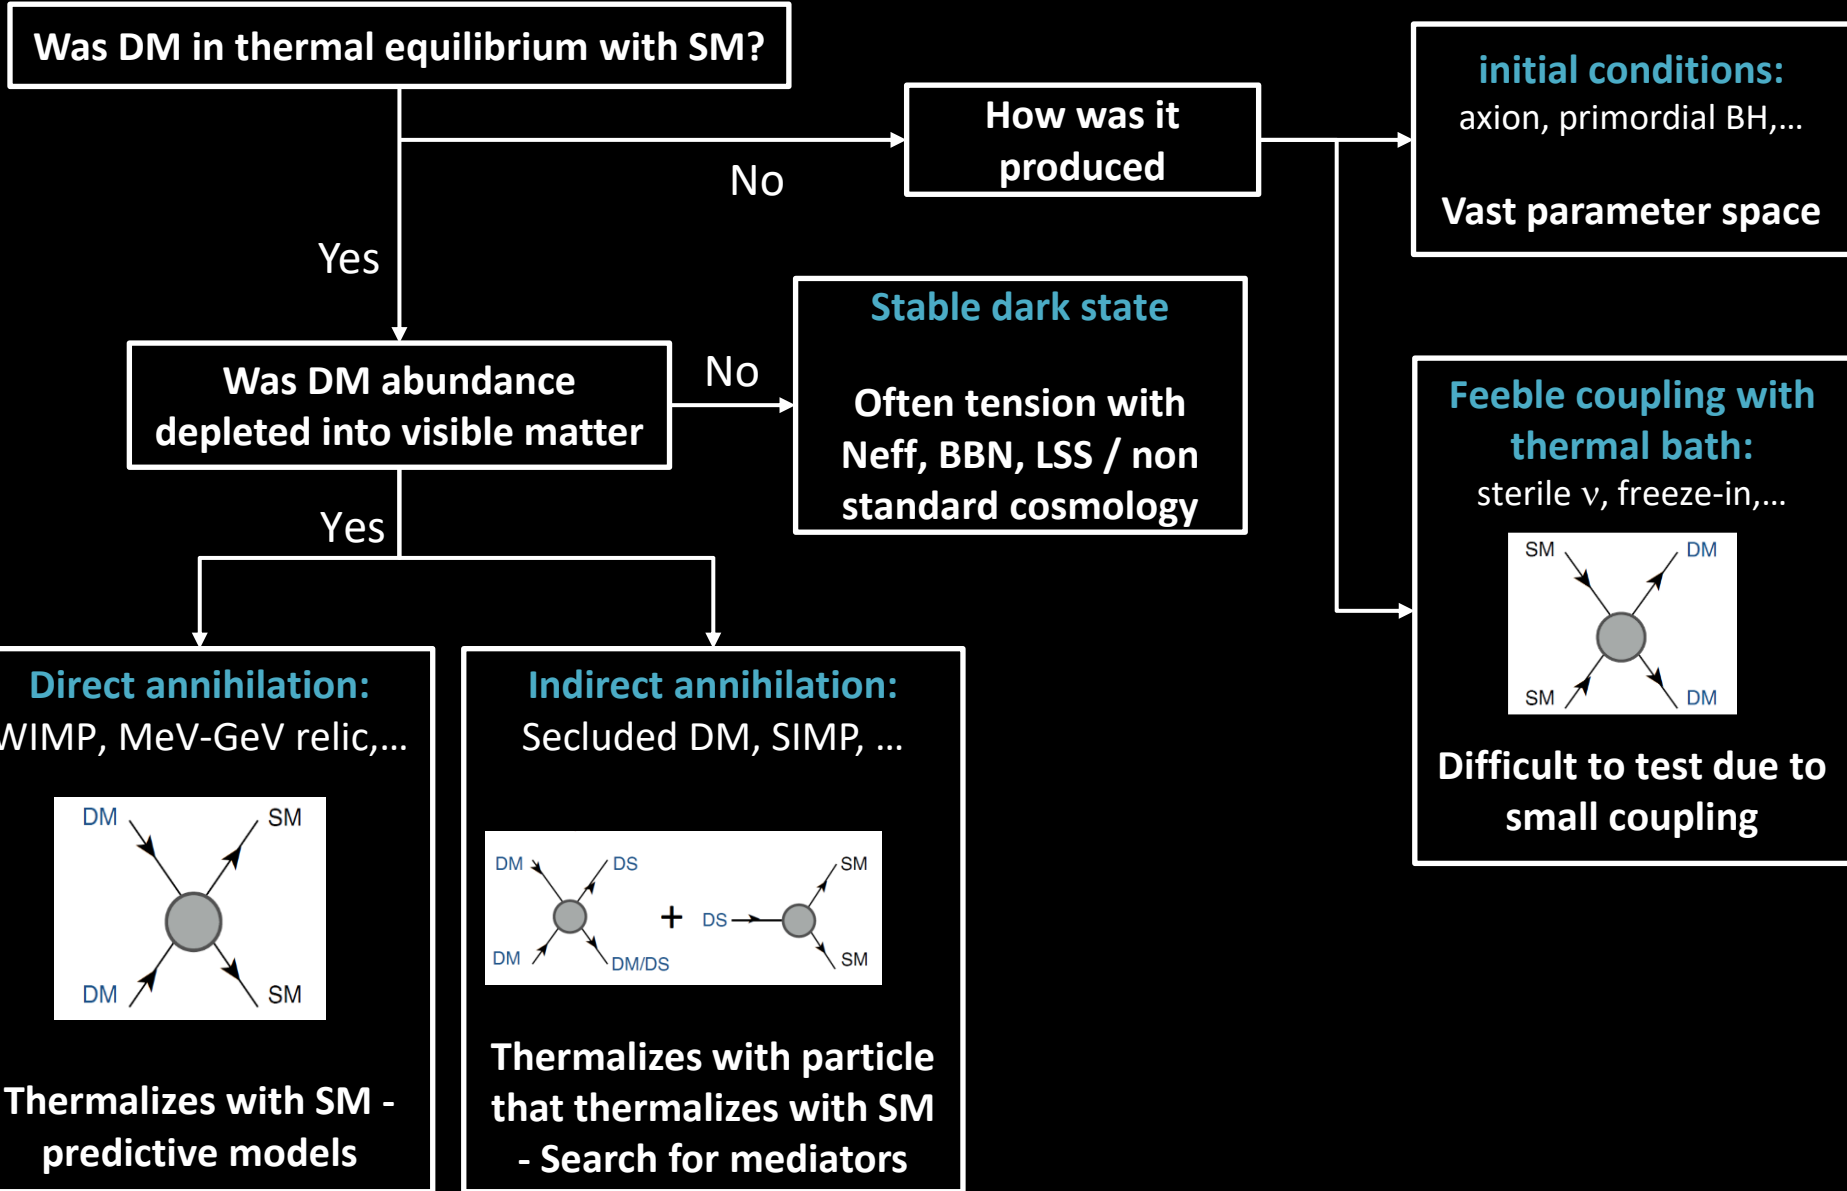 Was DM in thermal equilibrium with SM?
How was it
produced
No
Yes
initial conditions:
axion, primordial BH,...
Vast parameter space
Was DM abundance
depleted into visible matter
No
Stable dark state
Often tension with
Neff, BBN, LSS / non
standard cosmology
Yes
Feeble coupling with
thermal bath:
sterile ν, freeze-in,...
SM DM
SM DM
Difficult to test due to
small coupling
Direct annihilation:
WIMP, MeV-GeV relic,...
DM SM
DM SM
Thermalizes with SM -
predictive models
Indirect annihilation:
Secluded DM, SIMP, ...
DM DS SM
+ DS
DM DM/DS SM
Thermalizes with particle
that thermalizes with SM
- Search for mediators